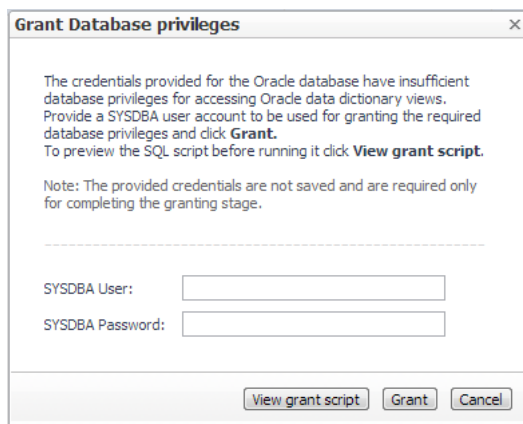 Grant Database privileges
The credentials provided for the Oracle database have insufficient
database privileges for accessing Oracle data dictionary views.
Provide a SYSDBA user account to be used for granting the required
database privileges and click Grant.
To preview the SQL script before running it click View grant script.
Note: The provided credentials are not saved and are required only
for completing the granting stage.
SYSDBA User:
SYSDBA Password:
View grant script Grant Cancel